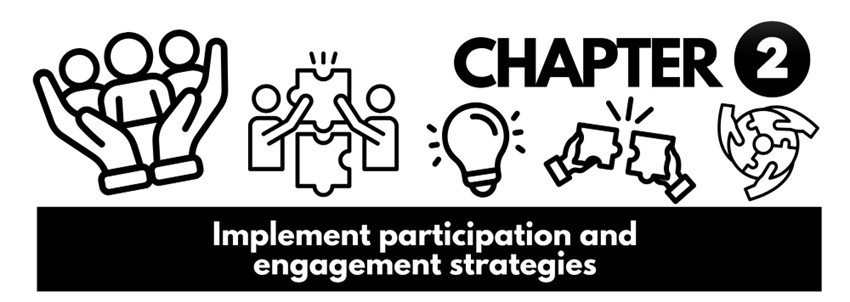 CHAPTER 2
Implement participation and
engagement strategies